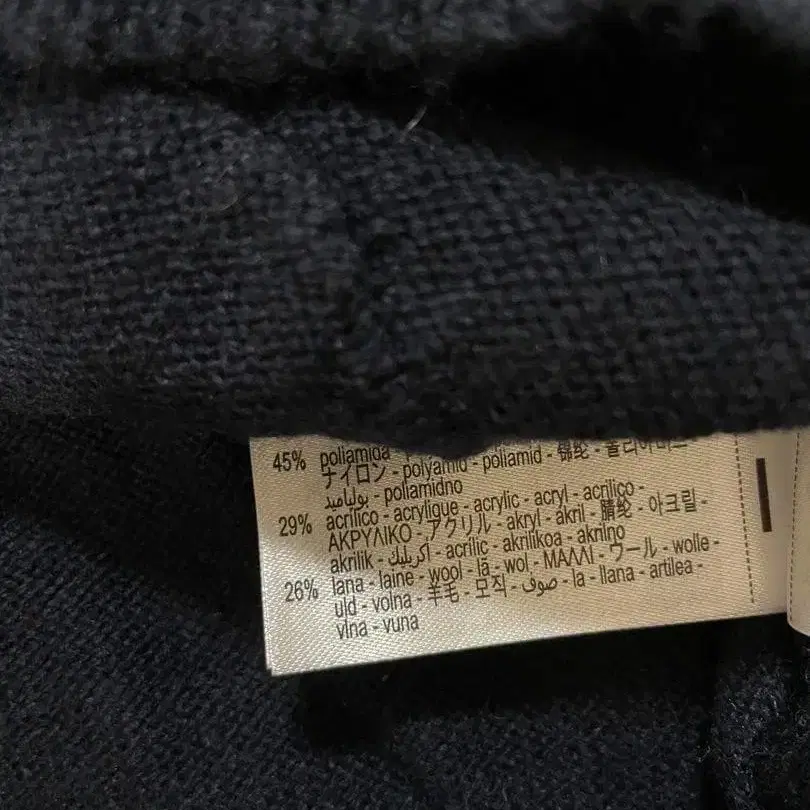 45% poliamida
ナイロン - polyamid - poliamid - 锦纶 - 폴리아미드
بولياميد - poliamidno
29% acrílico - acrylique - acrylic - acryl - acrilico -
ΑΚΡΥΛΙΚΟ - アクリル - akryl - akril - 腈纶 - 아크릴 -
akrilik - اكريليك - acrilic - akrilikoa - akrilno
26% lana - laine - wool - lã - wol - ΜΑΛΛΙ - ウール - wolle -
uld - volna - 羊毛 - 모직 - صوف - la - llana - artilea -
vlna - vuna